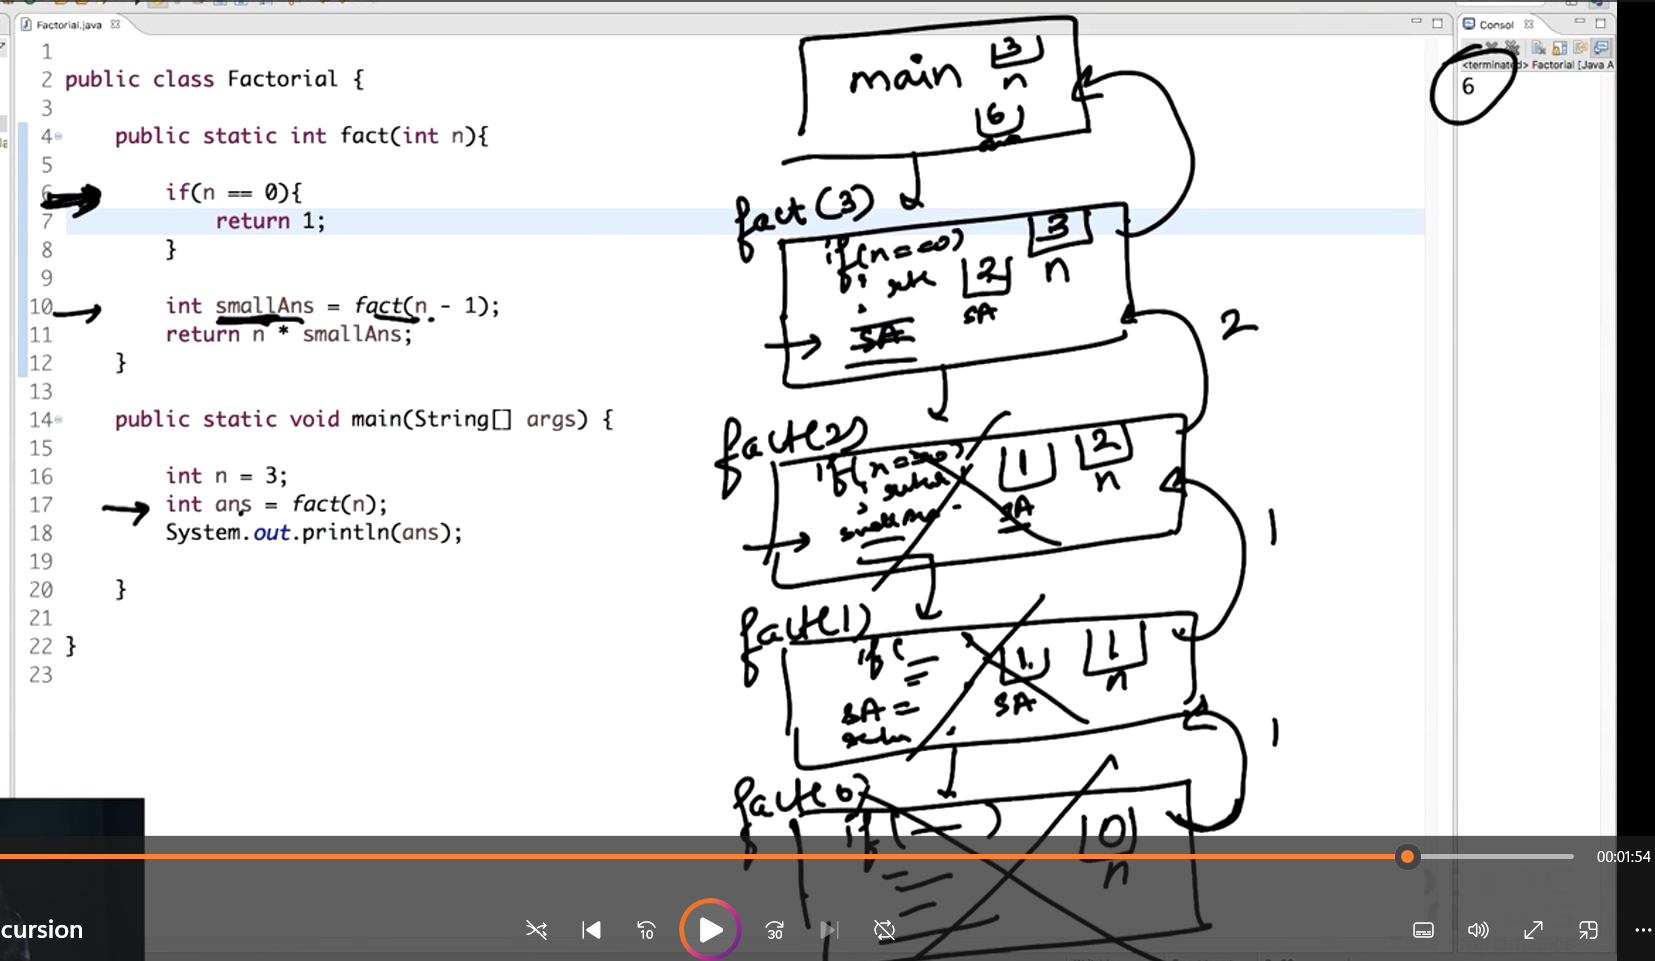 Factorial.java
Consol
<terminated> Factorial [Java A
6
1
2 public class Factorial {
3
4 public static int fact(int n){
5
6 if(n == 0){
7 return 1;
8 }
9
10 int smallAns = fact(n - 1);
11 return n * smallAns;
12 }
13
14 public static void main(String[] args) {
15
16 int n = 3;
17 int ans = fact(n);
18 System.out.println(ans);
19
20 }
21
22 }
23
main 3
n
6
fact(3)
if(n==0) 3
2 n
SA
SA
2
fact(2)
if(n==0) 1 2
n
SA
1
fact(1)
if( 1 1
SA n
SA =
1
fact(0)
if( ) 0
n
00:01:54
cursion
10
30